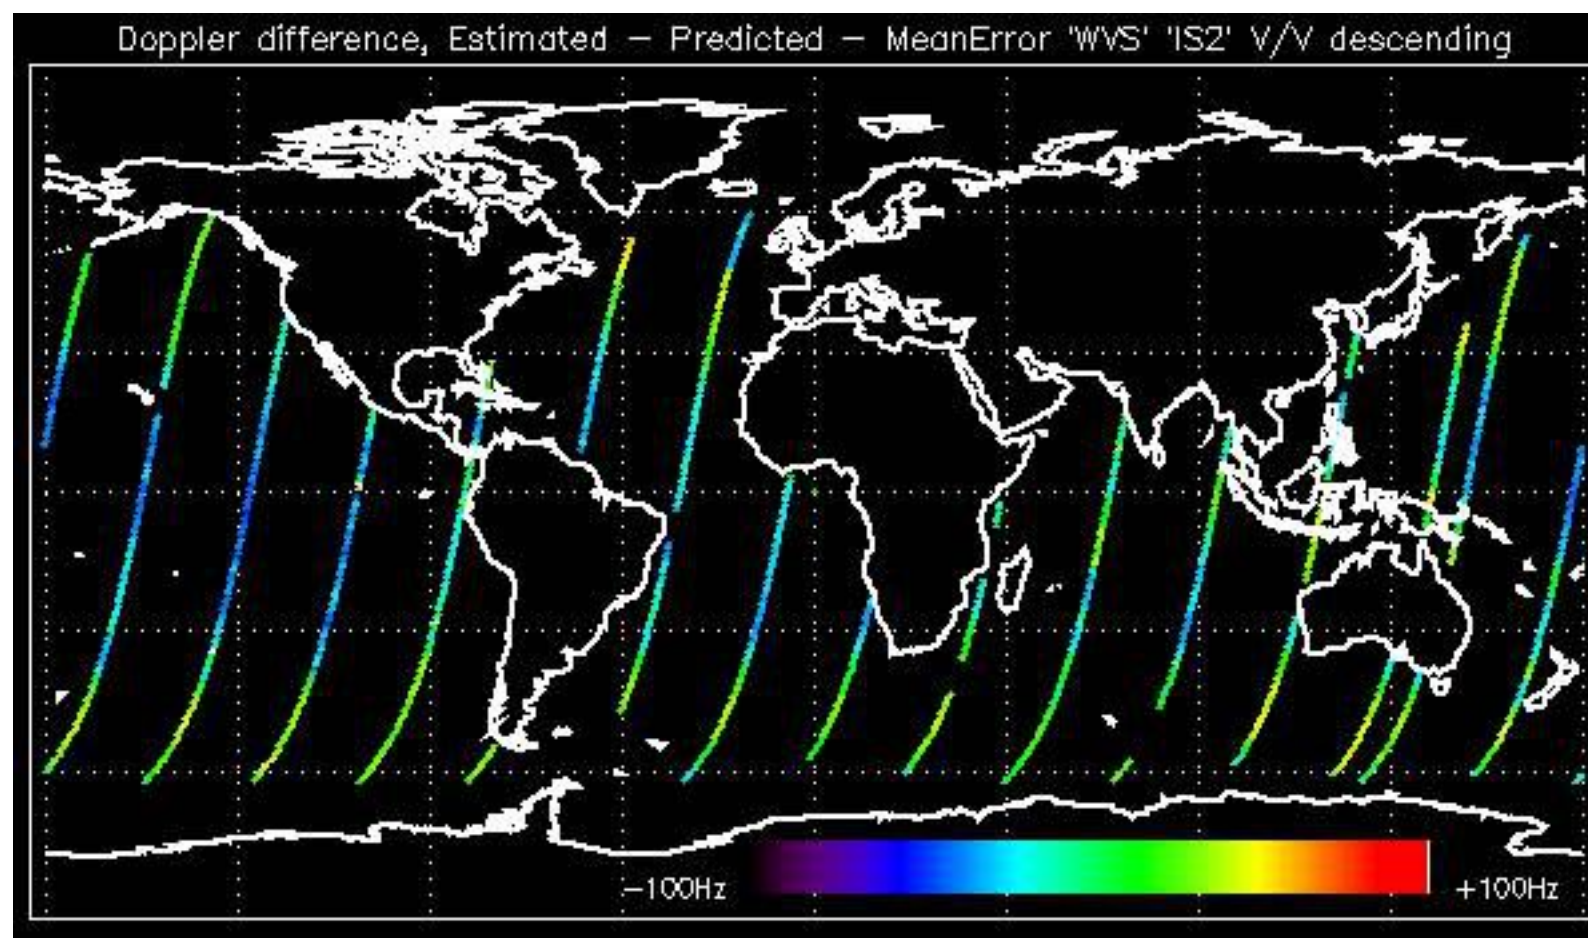 Doppler difference, Estimated – Predicted – MeanError 'WVS' 'IS2' V/V descending
–100Hz +100Hz